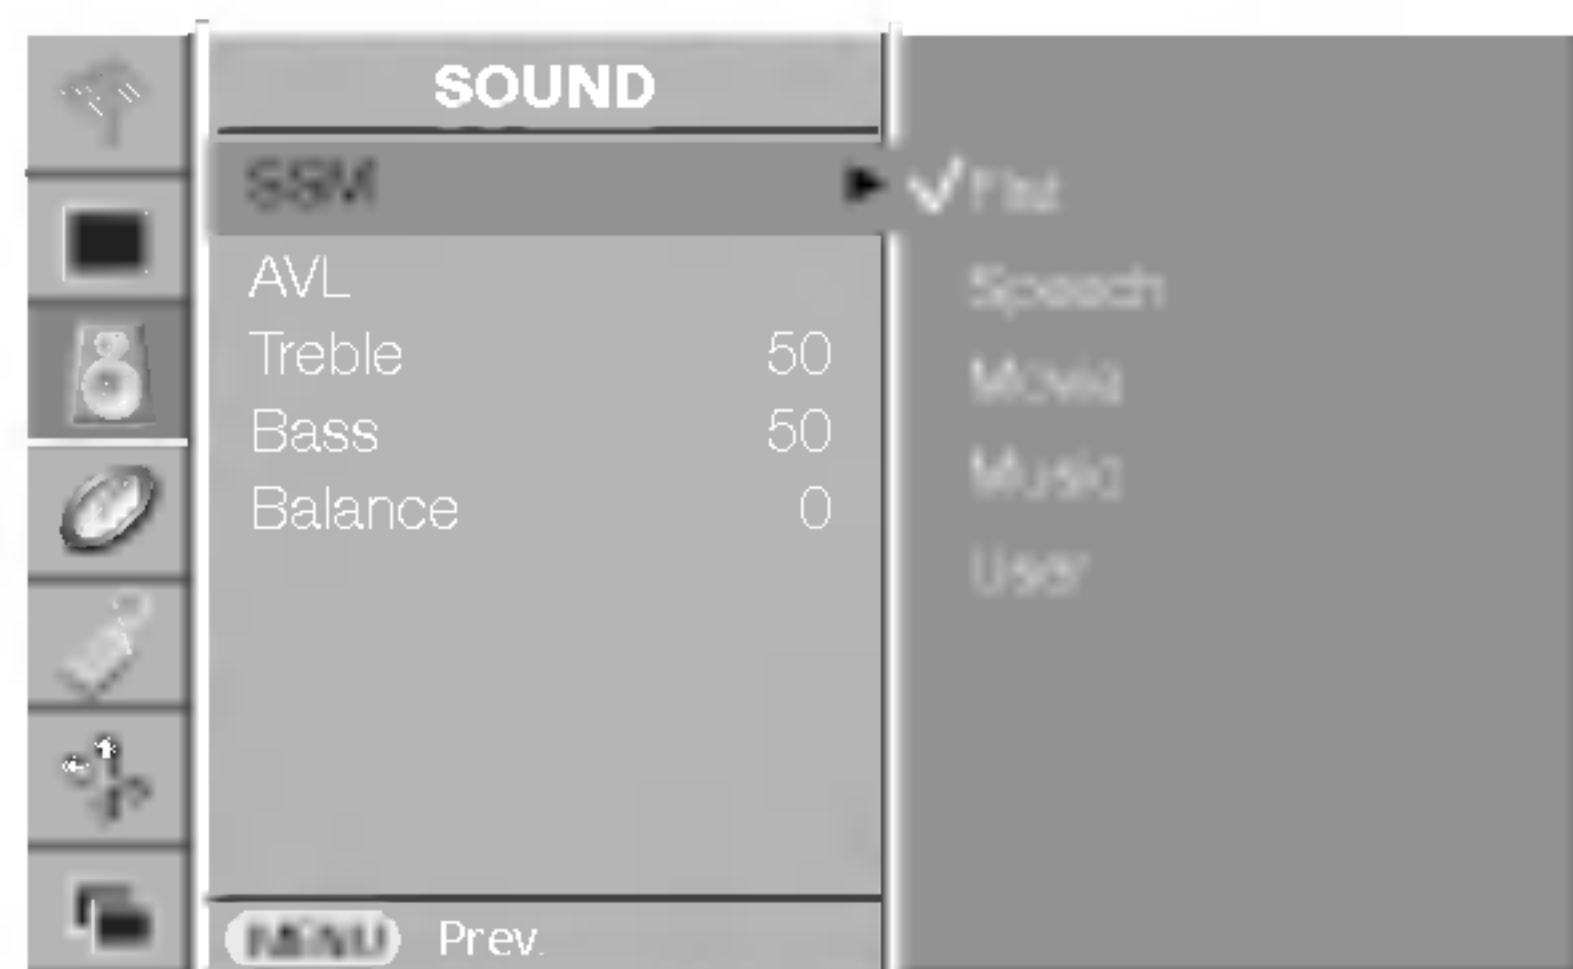 SOUND
SSM
Flat
AVL
Speech
Treble 50
Movie
Bass 50
Music
Balance 0
User
MENU Prev.